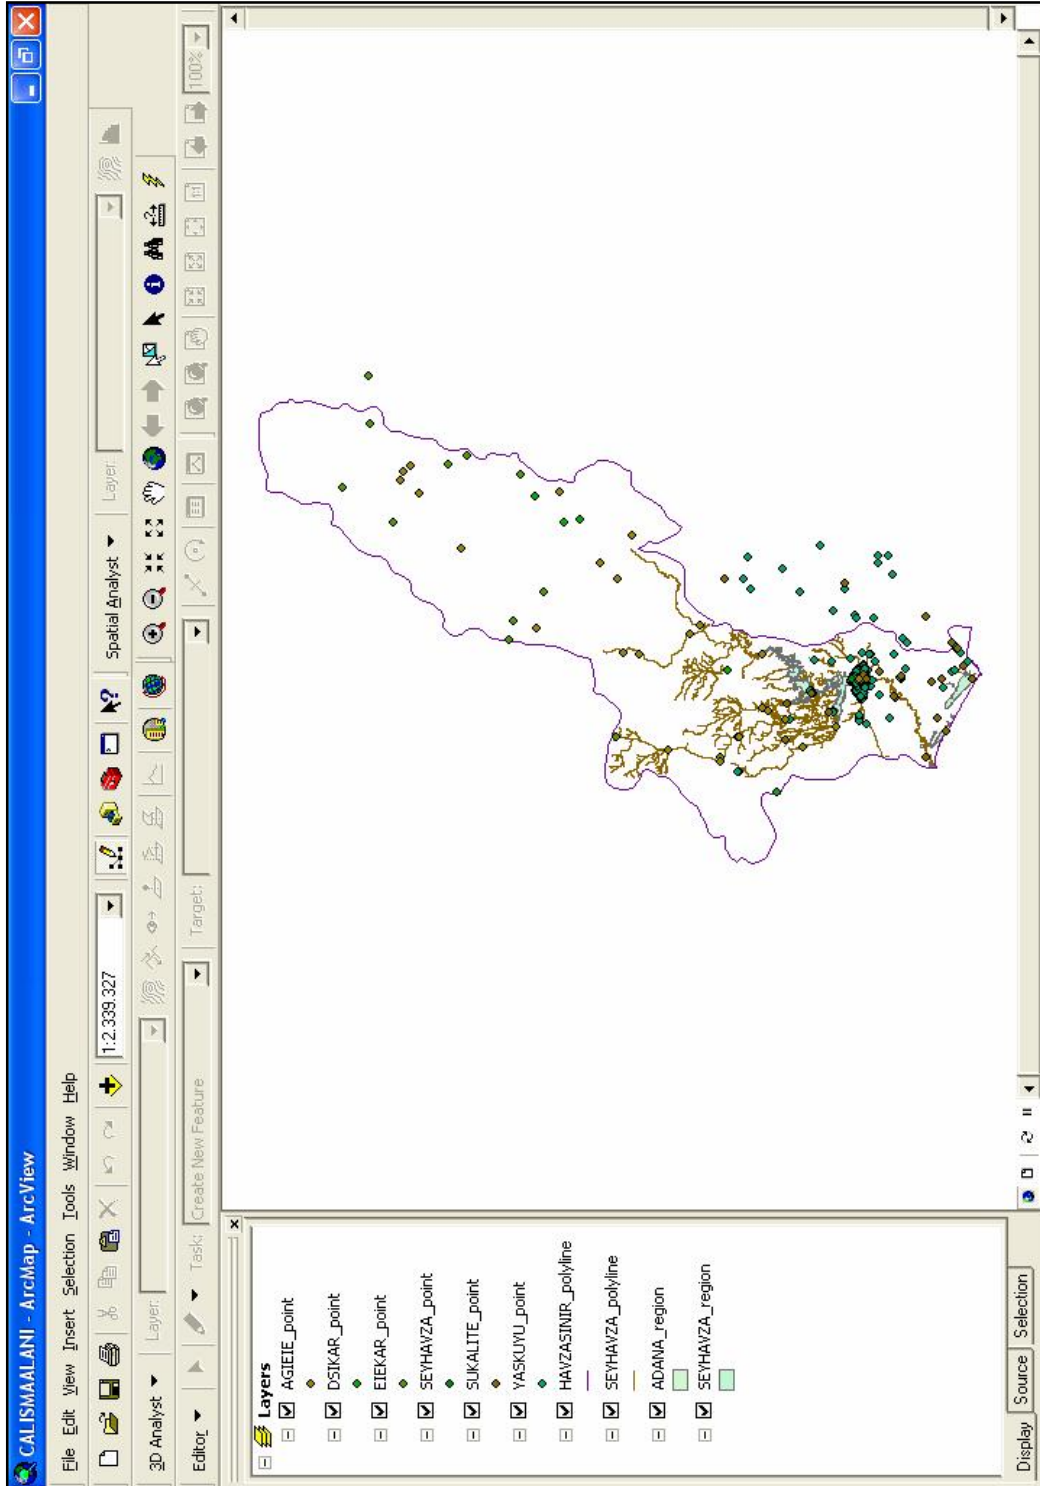 CALISMAALANI - ArcMap - ArcView
File Edit View Insert Selection Tools Window Help
1:2.339.327
Spatial Analyst Layer:
3D Analyst Layer:
Editor Task: Create New Feature Target:
100%
Layers
AGIEIE_point
DSIKAR_point
EIEKAR_point
SEYHAVZA_point
SUKALITE_point
YASKUYU_point
HAVZASINIR_polyline
SEYHAVZA_polyline
ADANA_region
SEYHAVZA_region
Display Source Selection